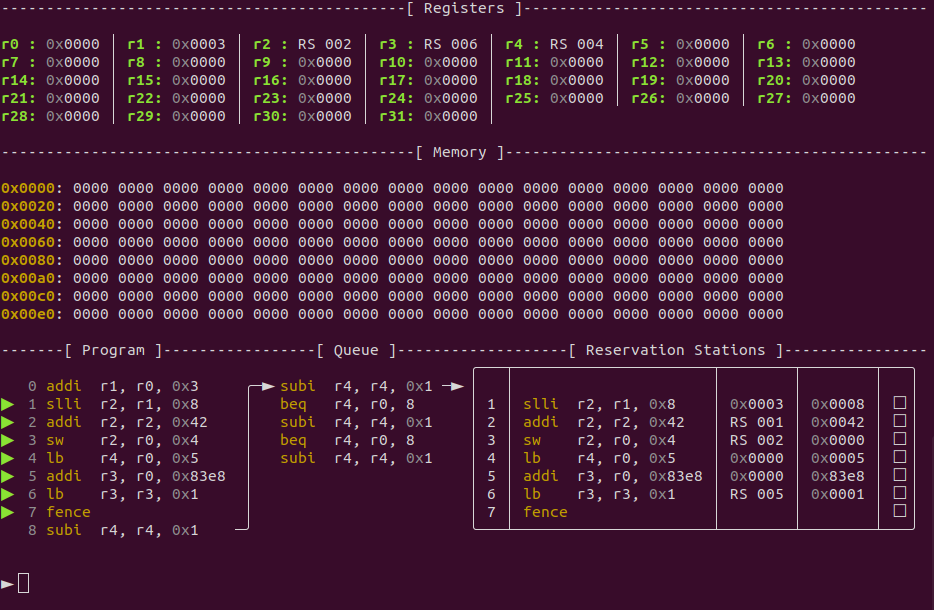 ---------------------------------------------[ Registers ]---------------------------------------------
r0 : 0x0000 │ r1 : 0x0003 │ r2 : RS 002 │ r3 : RS 006 │ r4 : RS 004 │ r5 : 0x0000 │ r6 : 0x0000
r7 : 0x0000 │ r8 : 0x0000 │ r9 : 0x0000 │ r10: 0x0000 │ r11: 0x0000 │ r12: 0x0000 │ r13: 0x0000
r14: 0x0000 │ r15: 0x0000 │ r16: 0x0000 │ r17: 0x0000 │ r18: 0x0000 │ r19: 0x0000 │ r20: 0x0000
r21: 0x0000 │ r22: 0x0000 │ r23: 0x0000 │ r24: 0x0000 │ r25: 0x0000 │ r26: 0x0000 │ r27: 0x0000
r28: 0x0000 │ r29: 0x0000 │ r30: 0x0000 │ r31: 0x0000 │
----------------------------------------------[ Memory ]-----------------------------------------------
0x0000: 0000 0000 0000 0000 0000 0000 0000 0000 0000 0000 0000 0000 0000 0000 0000 0000
0x0020: 0000 0000 0000 0000 0000 0000 0000 0000 0000 0000 0000 0000 0000 0000 0000 0000
0x0040: 0000 0000 0000 0000 0000 0000 0000 0000 0000 0000 0000 0000 0000 0000 0000 0000
0x0060: 0000 0000 0000 0000 0000 0000 0000 0000 0000 0000 0000 0000 0000 0000 0000 0000
0x0080: 0000 0000 0000 0000 0000 0000 0000 0000 0000 0000 0000 0000 0000 0000 0000 0000
0x00a0: 0000 0000 0000 0000 0000 0000 0000 0000 0000 0000 0000 0000 0000 0000 0000 0000
0x00c0: 0000 0000 0000 0000 0000 0000 0000 0000 0000 0000 0000 0000 0000 0000 0000 0000
0x00e0: 0000 0000 0000 0000 0000 0000 0000 0000 0000 0000 0000 0000 0000 0000 0000 0000
-------[ Program ]-----------------[ Queue ]-------------------[ Reservation Stations ]----------------
0 addi r1, r0, 0x3 subi r4, r4, 0x1
1 slli r2, r1, 0x8 beq r4, r0, 8 1 slli r2, r1, 0x8 0x0003 0x0008
2 addi r2, r2, 0x42 subi r4, r4, 0x1 2 addi r2, r2, 0x42 RS 001 0x0042
3 sw r2, r0, 0x4 beq r4, r0, 8 3 sw r2, r0, 0x4 RS 002 0x0000
4 lb r4, r0, 0x5 subi r4, r4, 0x1 4 lb r4, r0, 0x5 0x0000 0x0005
5 addi r3, r0, 0x83e8 5 addi r3, r0, 0x83e8 0x0000 0x83e8
6 lb r3, r3, 0x1 6 lb r3, r3, 0x1 RS 005 0x0001
7 fence 7 fence
8 subi r4, r4, 0x1